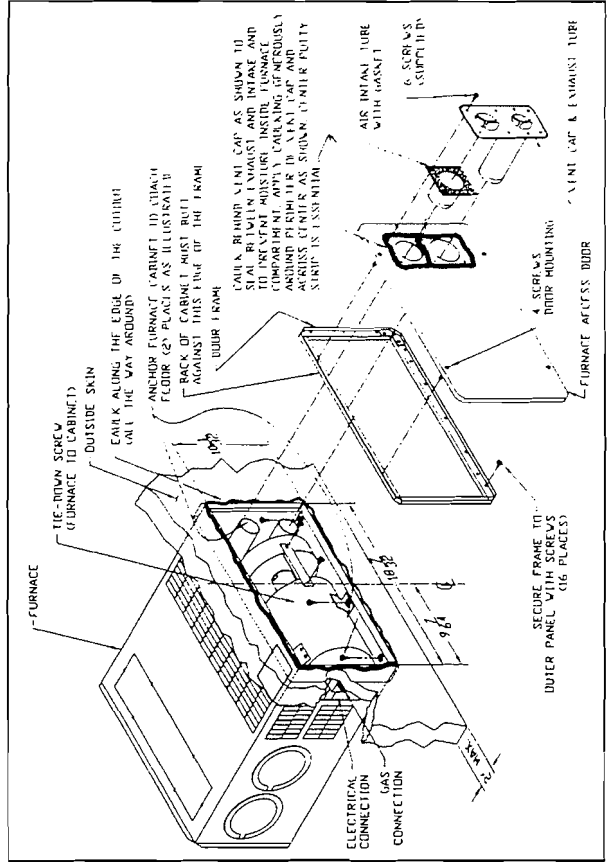 FURNACE
TIE-DOWN SCREW
(FURNACE TO CABINET)
OUTSIDE SKIN
CAULK ALONG THE EDGE OF THE CUTOUT
(ALL THE WAY AROUND)
ANCHOR FURNACE CABINET TO COACH
FLOOR (2) PLACES AS ILLUSTRATED
BACK OF CABINET MUST BUTT
AGAINST THIS EDGE OF THE FRAME
DOOR FRAME
CAULK BEHIND VENT CAP AS SHOWN TO
SEAL BETWEEN EXHAUST AND INTAKE AND
TO PREVENT MOISTURE INSIDE FURNACE
COMPARTMENT. APPLY CAULKING GENEROUSLY
AROUND PERIMETER OF VENT CAP AND
ACROSS CENTER AS SHOWN. CENTER PUTTY
STRIP IS ESSENTIAL
AIR INTAKE TUBE
WITH GASKET
6 SCREWS
(SUPPLIED)
VENT CAP & EXHAUST TUBE
4 SCREWS
DOOR MOUNTING
FURNACE ACCESS DOOR
SECURE FRAME TO
OUTER PANEL WITH SCREWS
(16 PLACES)
2" MAX
ELECTRICAL
CONNECTION
GAS
CONNECTION